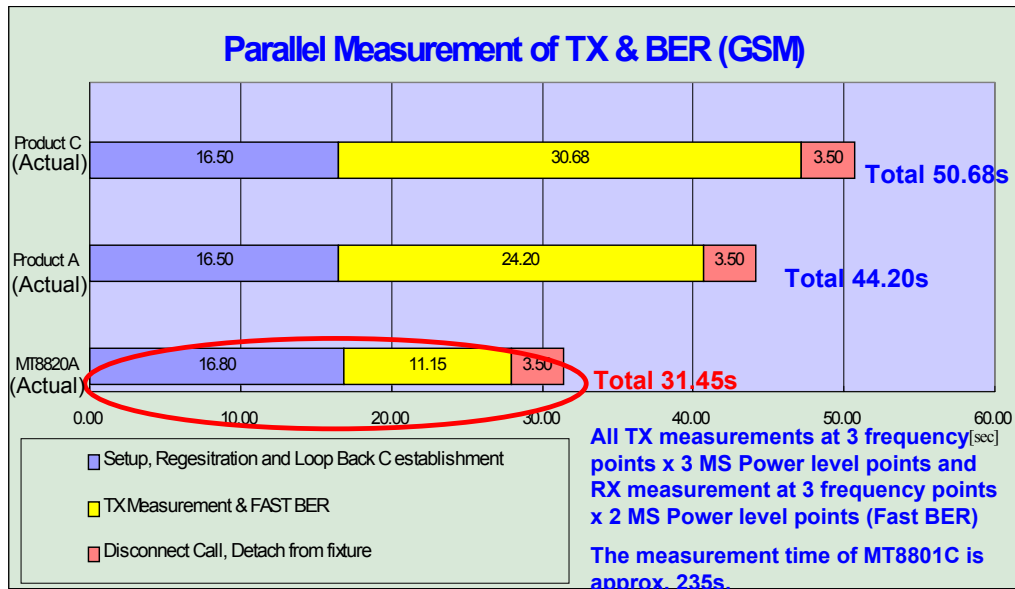 Parallel Measurement of TX & BER (GSM)
Product C
(Actual)
16.50
30.68
3.50
Total 50.68s
Product A
(Actual)
16.50
24.20
3.50
Total 44.20s
MT8820A
(Actual)
16.80
11.15
3.50
Total 31.45s
0.00
10.00
20.00
30.00
40.00
50.00
60.00
[sec]
Setup, Regesitration and Loop Back C establishment
TX Measurement & FAST BER
Disconnect Call, Detach from fixture
All TX measurements at 3 frequency
points x 3 MS Power level points and
RX measurement at 3 frequency points
x 2 MS Power level points (Fast BER)
The measurement time of MT8801C is
approx. 235s.